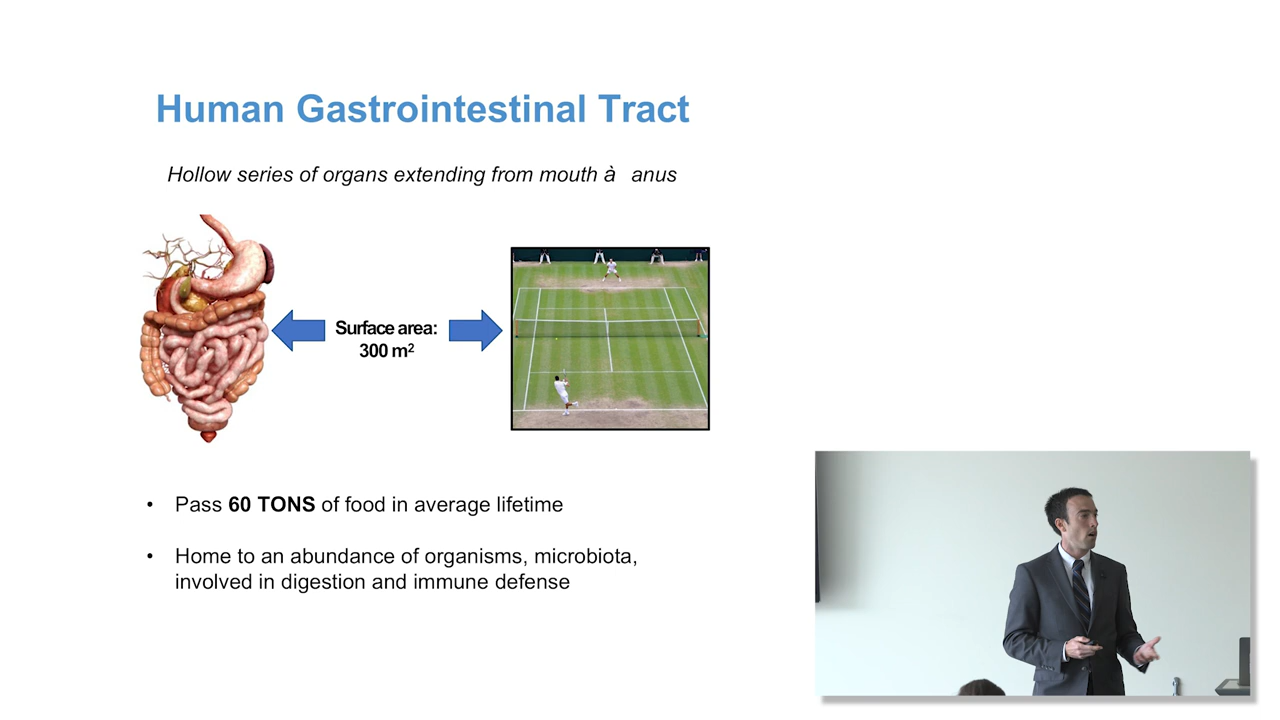 Human Gastrointestinal Tract
Hollow series of organs extending from mouth à anus
Surface area:
300 m²
• Pass 60 TONS of food in average lifetime
• Home to an abundance of organisms, microbiota,
involved in digestion and immune defense